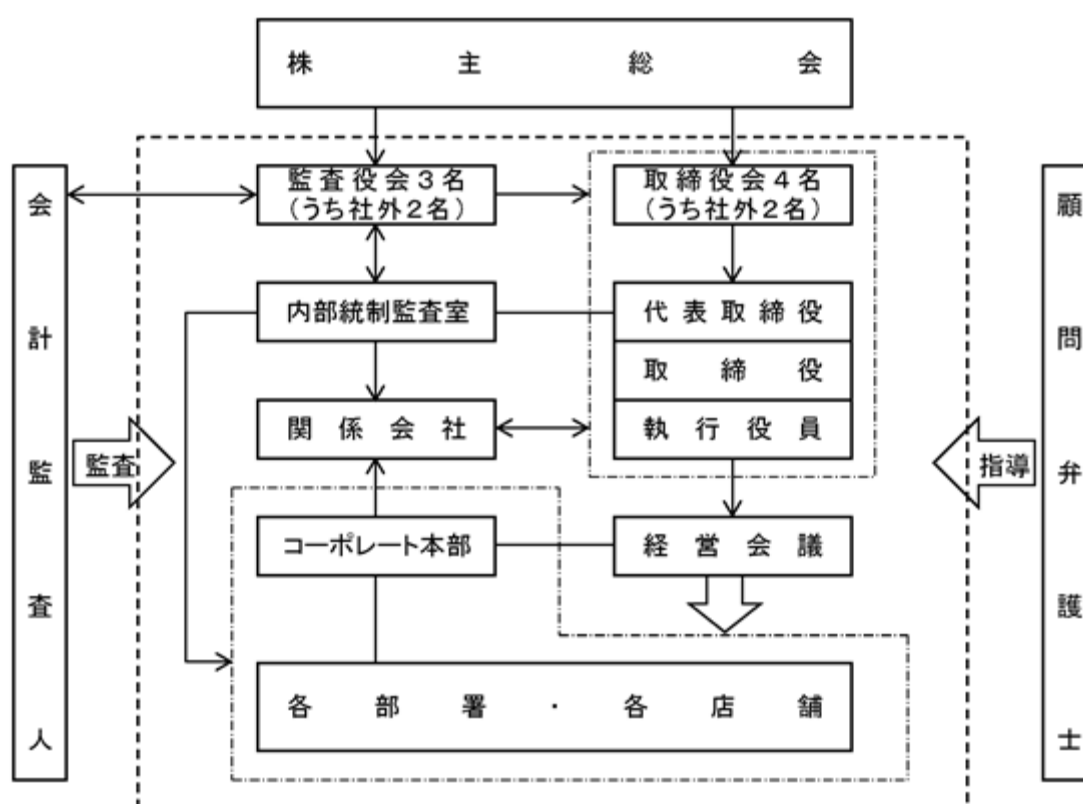 株主総会
監査役会3名
(うち社外2名)
取締役会4名
(うち社外2名)
会計監査人
顧問弁護士
内部統制監査室
代表取締役
取締役
関係会社
執行役員
監査
指導
コーポレート本部
経営会議
各部署・各店舗